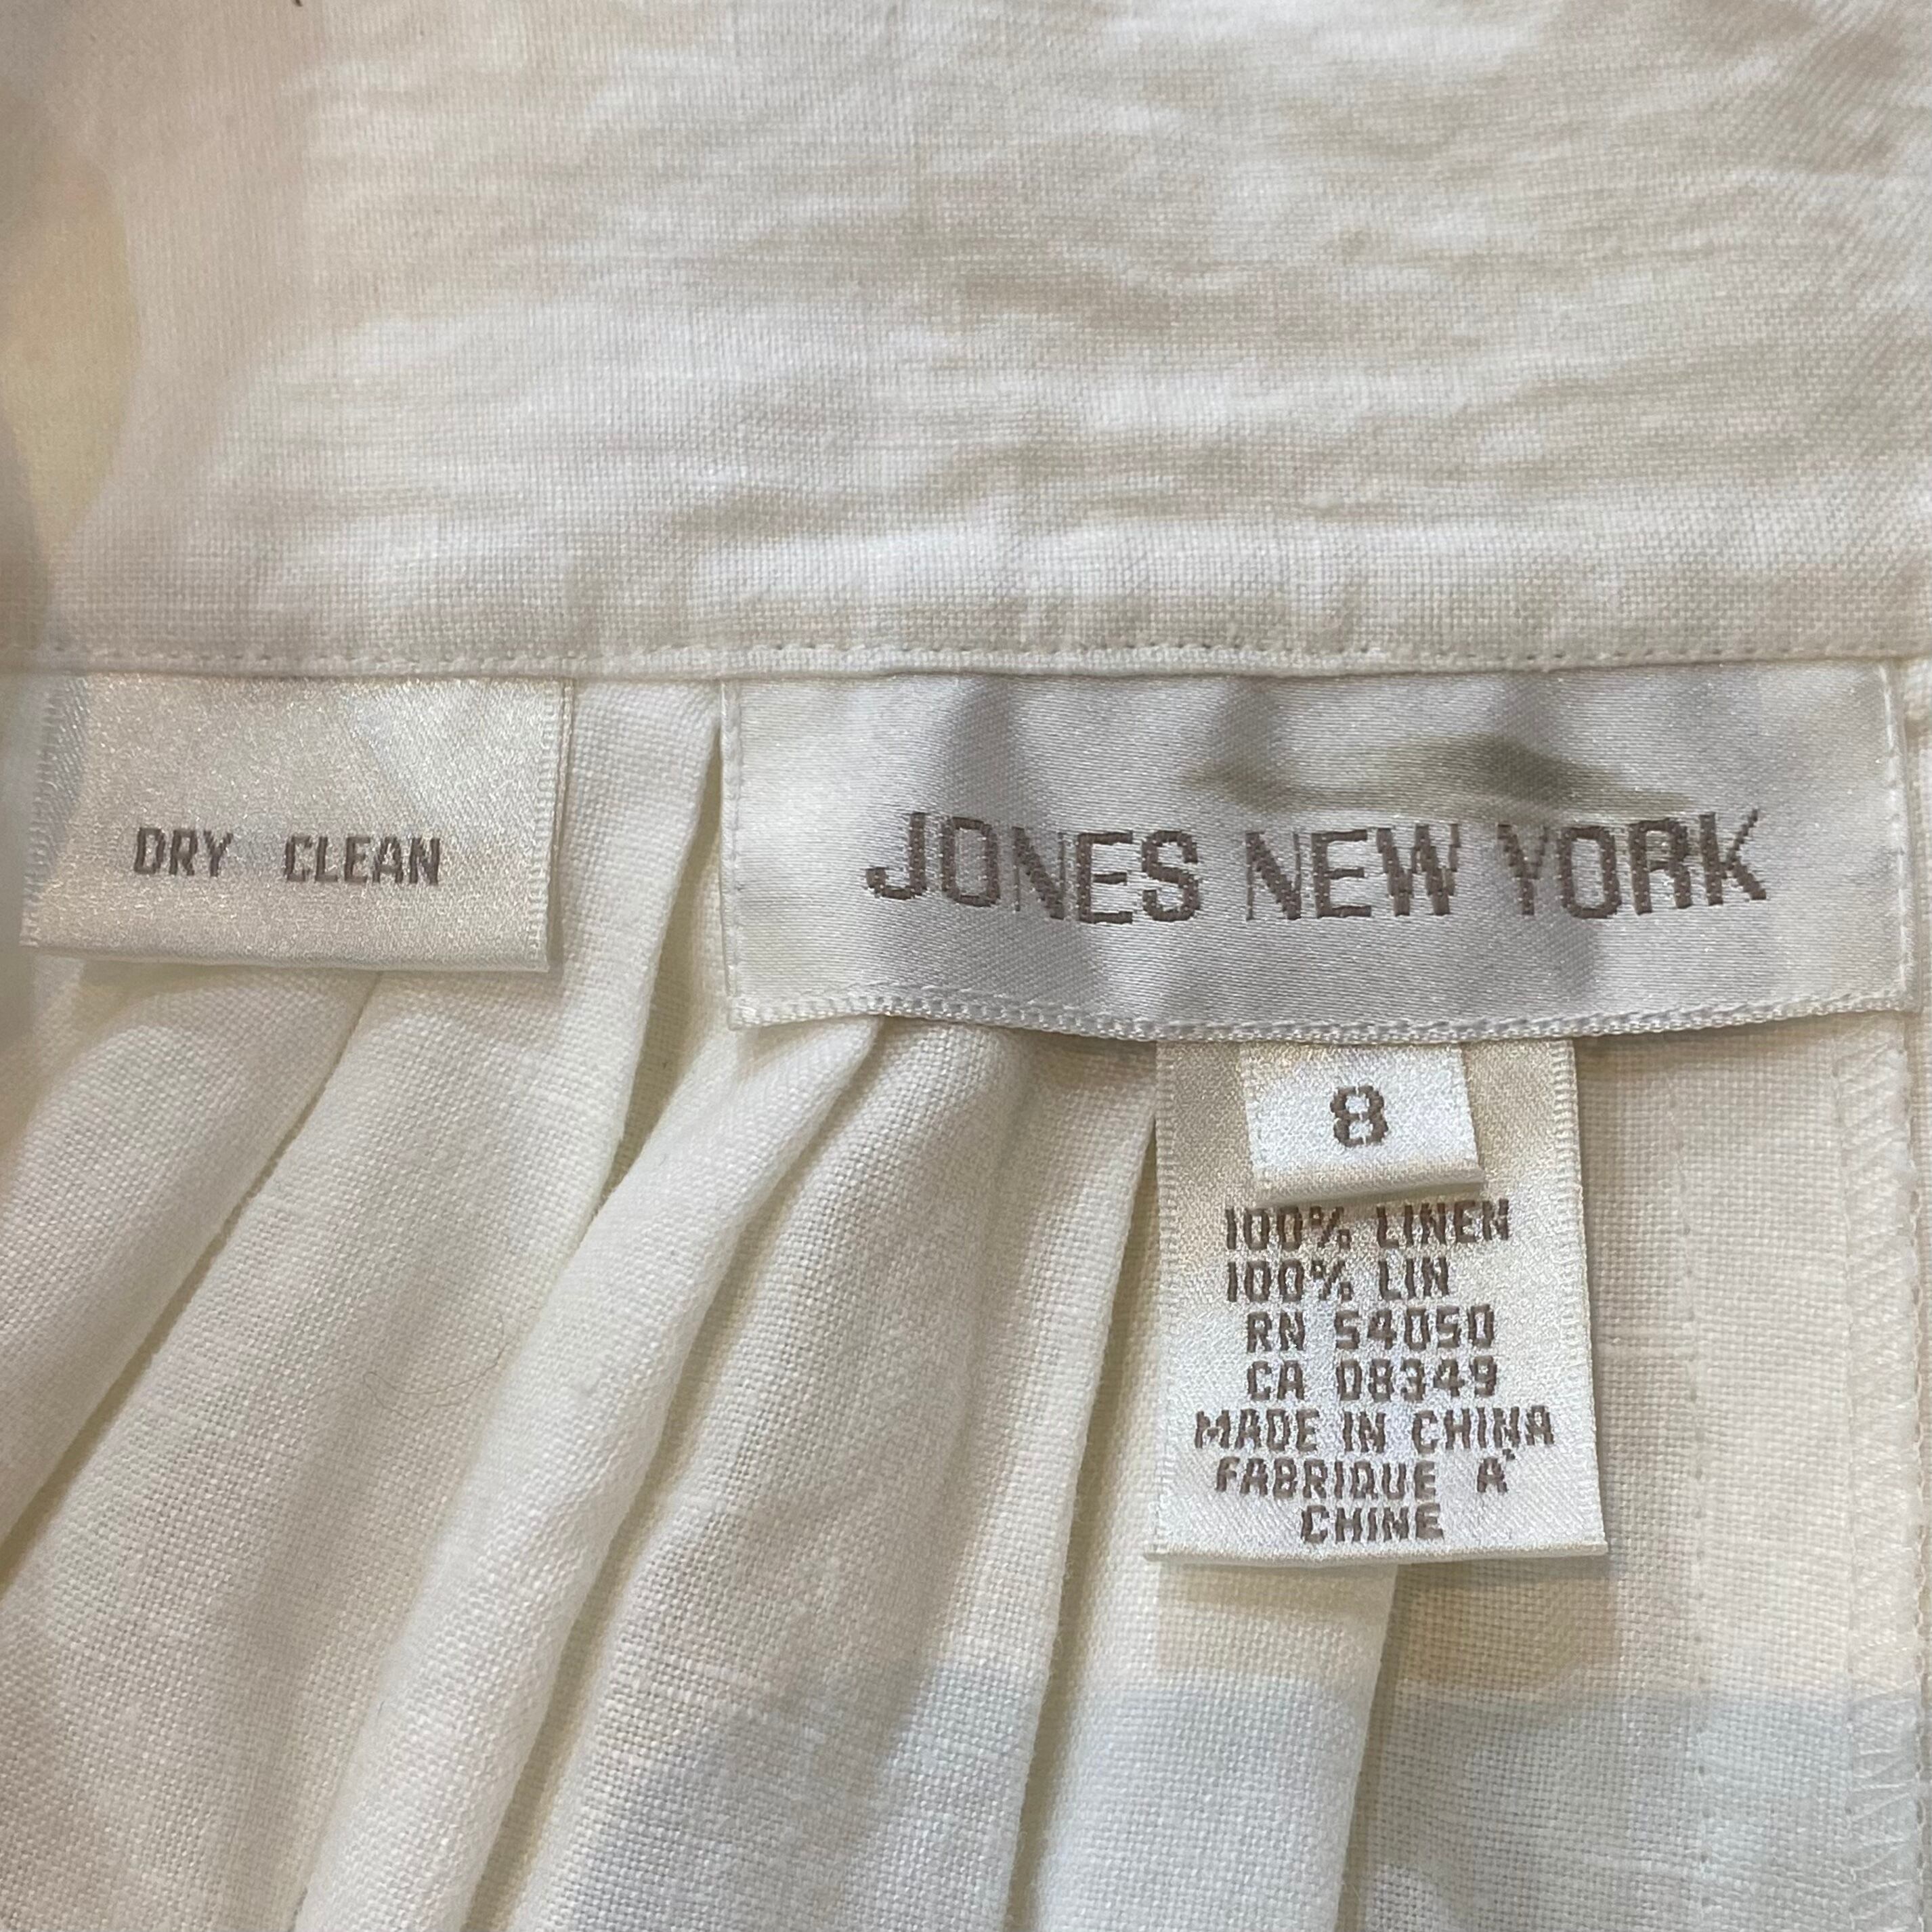 DRY CLEAN
JONES NEW YORK
8
100% LINEN
100% LIN
RN 54050
CA 08349
MADE IN CHINA
FABRIQUE A'
CHINE